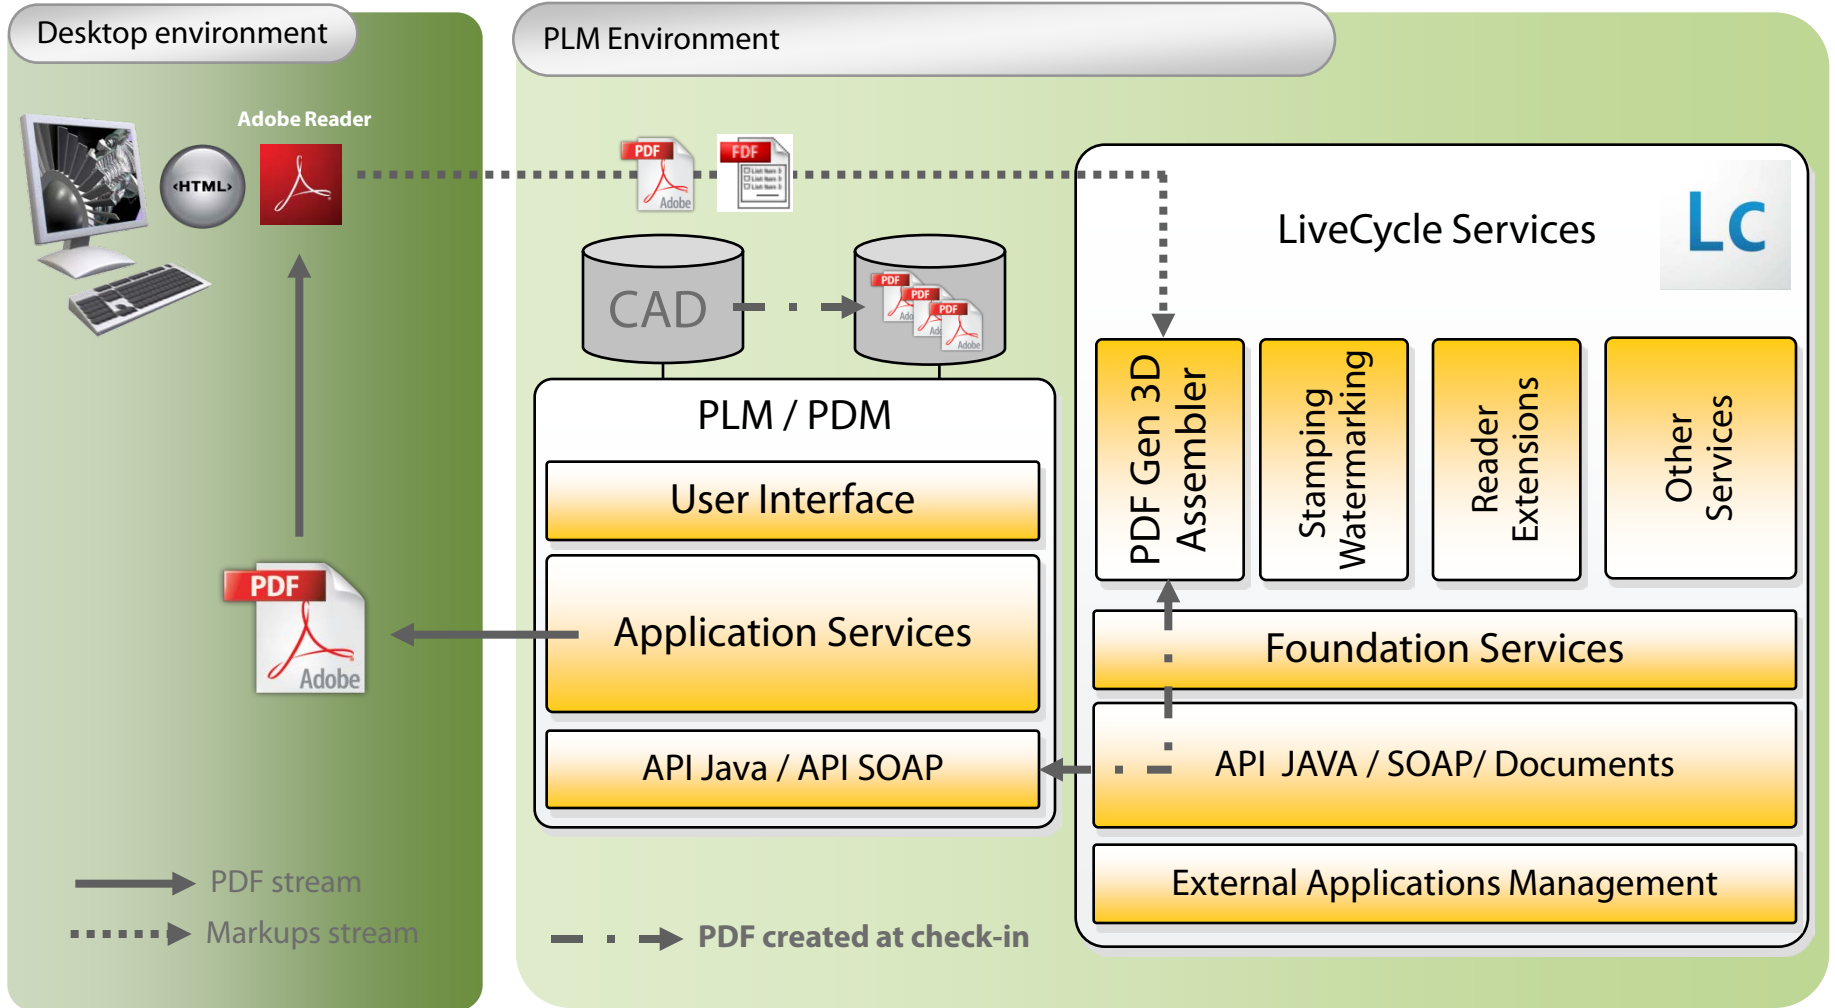 Desktop environment
PLM Environment
Adobe Reader
<HTML>
PDF
Adobe
FDF
LiveCycle Services
Lc
CAD
PDF
PDF
PDF
Adobe
PLM / PDM
User Interface
Application Services
API Java / API SOAP
PDF Gen 3D
Assembler
Stamping
Watermarking
Reader
Extensions
Other
Services
PDF
Adobe
Foundation Services
API JAVA / SOAP/ Documents
External Applications Management
PDF stream
Markups stream
PDF created at check-in